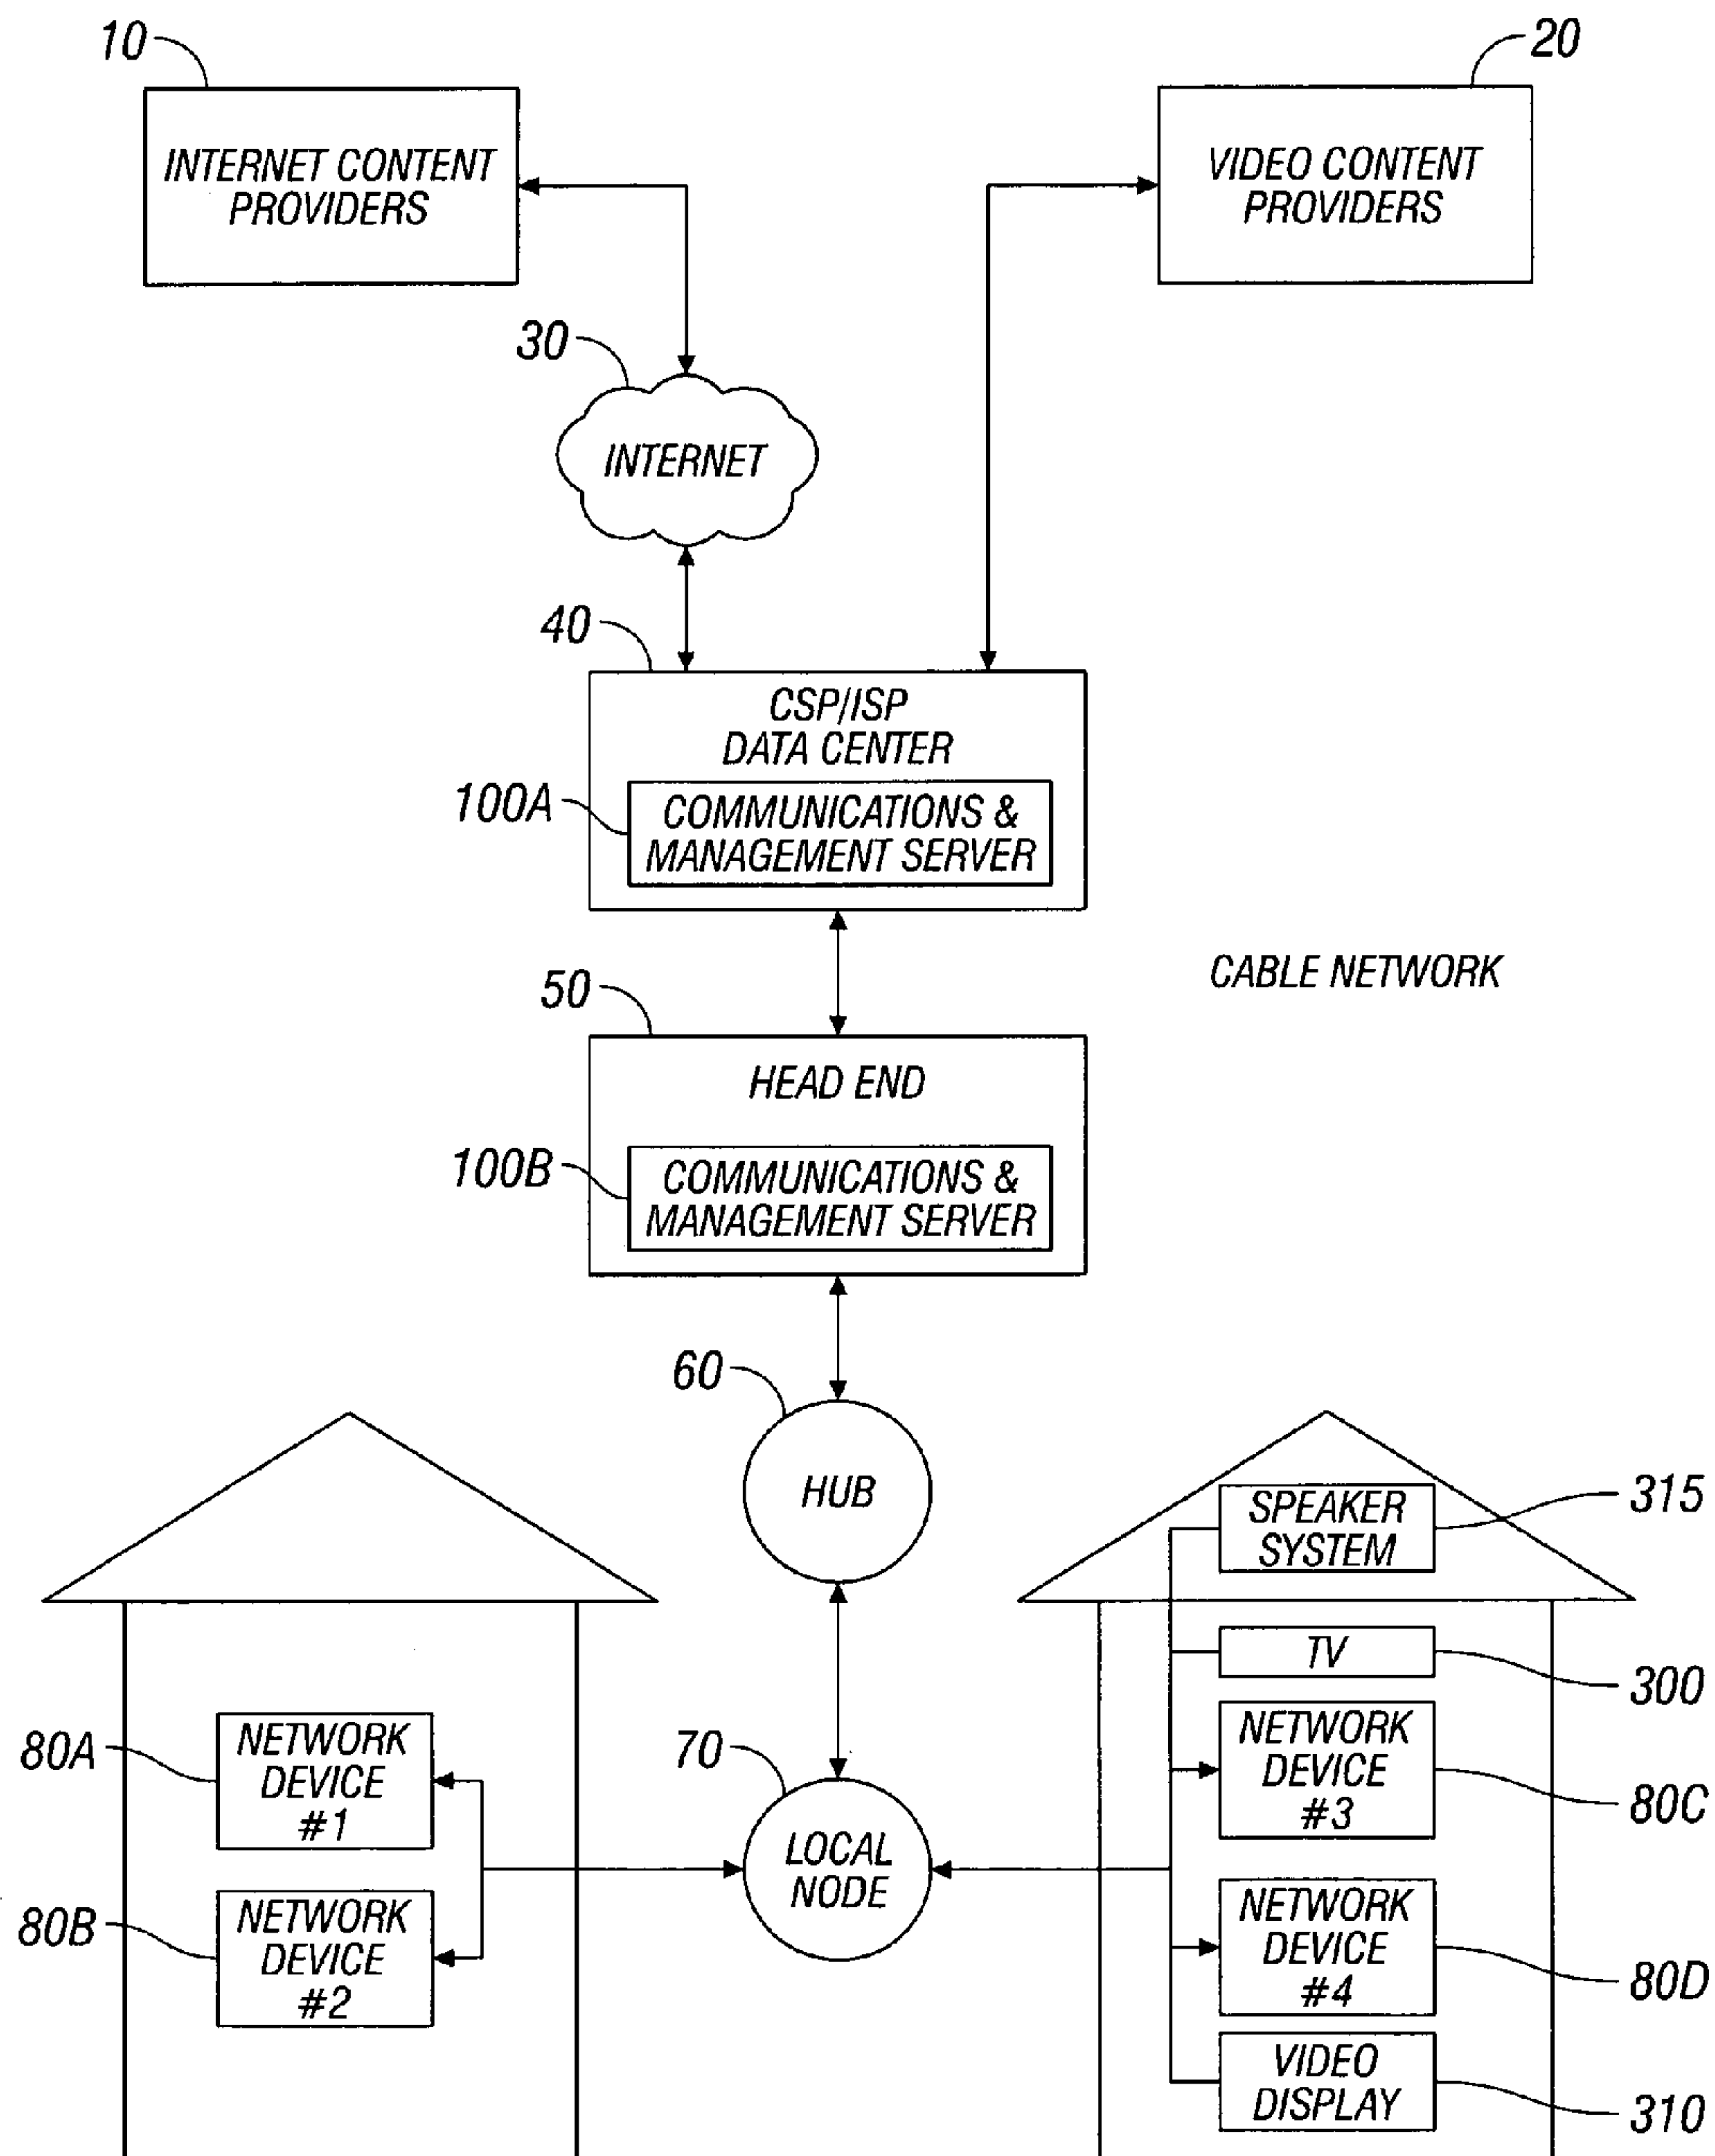 10
20
INTERNET CONTENT
PROVIDERS
VIDEO CONTENT
PROVIDERS
30
INTERNET
40
CSP/ISP
DATA CENTER
100A
COMMUNICATIONS &
MANAGEMENT SERVER
CABLE NETWORK
50
HEAD END
100B
COMMUNICATIONS &
MANAGEMENT SERVER
60
HUB
SPEAKER
SYSTEM
315
TV
300
80A
NETWORK
DEVICE
#1
70
LOCAL
NODE
NETWORK
DEVICE
#3
80C
80B
NETWORK
DEVICE
#2
NETWORK
DEVICE
#4
80D
VIDEO
DISPLAY
310